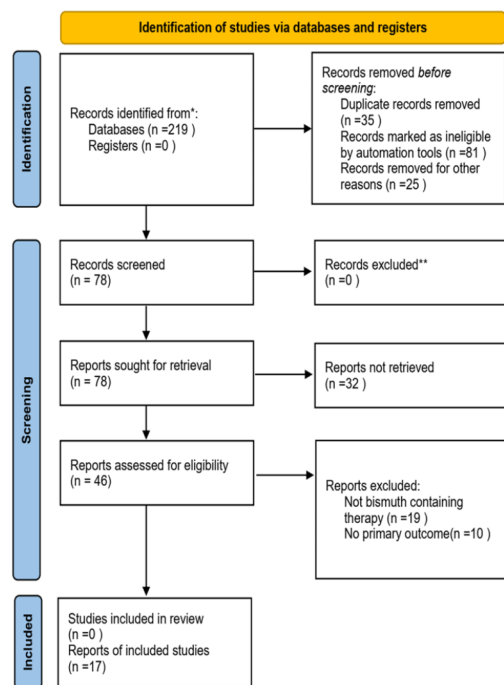 Identification of studies via databases and registers
Identification
Records identified from*:
Databases (n =219 )
Registers (n =0 )
Records removed before
screening:
Duplicate records removed
(n =35 )
Records marked as ineligible
by automation tools (n =81 )
Records removed for other
reasons (n =25 )
Screening
Records screened
(n = 78)
Records excluded**
(n =0 )
Reports sought for retrieval
(n = 78)
Reports not retrieved
(n =32 )
Reports assessed for eligibility
(n = 46)
Reports excluded:
Not bismuth containing
therapy (n =19 )
No primary outcome(n =10 )
Included
Studies included in review
(n =0 )
Reports of included studies
(n =17)